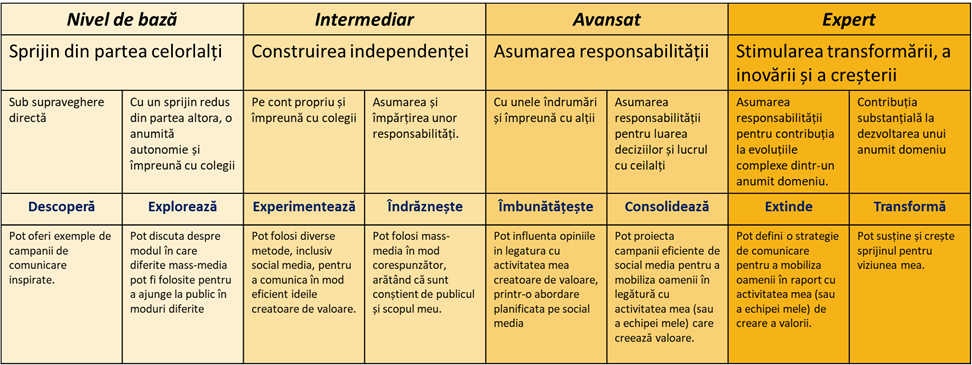 Nivel de bază
Intermediar
Avansat
Expert
Sprijin din partea celorlalți
Construirea independenței
Asumarea responsabilității
Stimularea transformării, a
inovării și a creșterii
Sub supraveghere
directă
Cu un sprijin redus
din partea altora, o
anumită
autonomie și
împreună cu colegii
Pe cont propriu și
împreună cu colegii
Asumarea și
împărțirea unor
responsabilități.
Cu unele îndrumări
și împreună cu alții
Asumarea
responsabilității
pentru luarea
deciziilor și lucrul
cu ceilalți
Asumarea
responsabilității
pentru contribuția
la evoluțiile
complexe dintr-un
anumit domeniu.
Contribuția
substanțială la
dezvoltarea unui
anumit domeniu
Descoperă
Explorează
Experimentează
Îndrăznește
Îmbunătățește
Consolidează
Extinde
Transformă
Pot oferi exemple de
campanii de
comunicare
inspirate.
Pot discuta despre
modul în care
diferite mass-media
pot fi folosite pentru
a ajunge la public în
moduri diferite
Pot folosi diverse
metode, inclusiv
social media, pentru
a comunica în mod
eficient ideile
creatoare de valoare.
Pot folosi mass-
media în mod
corespunzător,
arătând că sunt
conștient de publicul
și scopul meu.
Pot influenta opiniile
in legatura cu
activitatea mea
creatoare de valoare,
printr-o abordare
planificata pe social
media
Pot proiecta
campanii eficiente de
social media pentru a
mobiliza oamenii în
legătură cu
activitatea mea (sau
a echipei mele) care
creează valoare.
Pot defini o strategie
de comunicare
pentru a mobiliza
oamenii în raport cu
activitatea mea (sau
a echipei mele) de
creare a valorii.
Pot susține și crește
sprijinul pentru
viziunea mea.